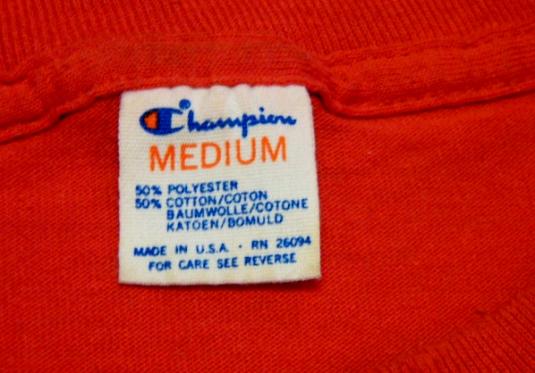 Champion®
MEDIUM
50% POLYESTER
50% COTTON/COTON
BAUMWOLLE/COTONE
KATOEN/BOMULD
MADE IN U.S.A. · RN 26094
FOR CARE SEE REVERSE